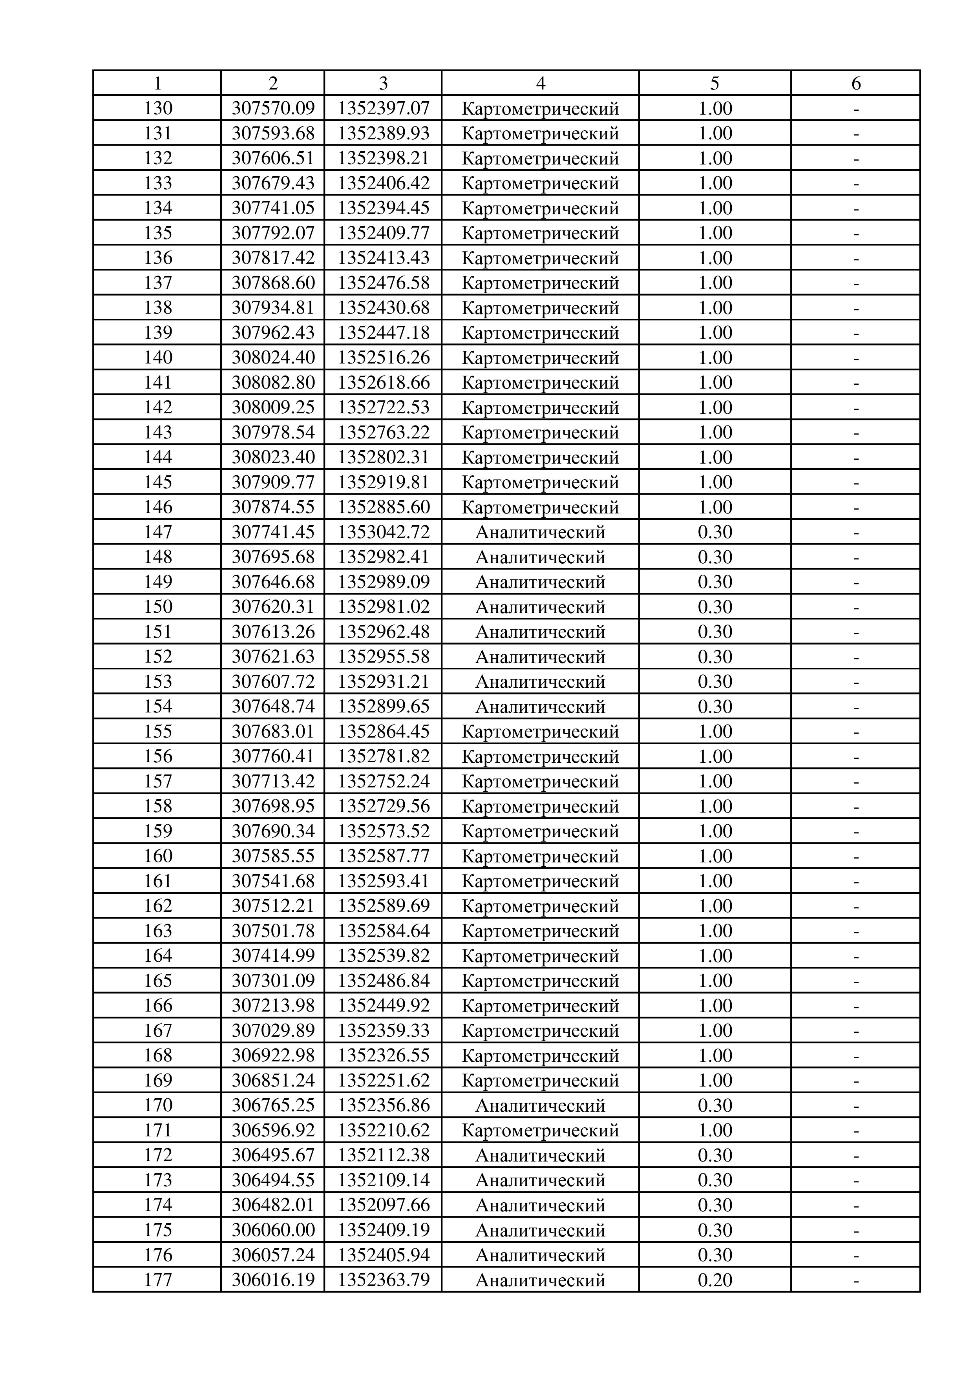 1 2 3 4 5 6
130 307570.09 1352397.07 Картометрический 1.00 -
131 307593.68 1352389.93 Картометрический 1.00 -
132 307606.51 1352398.21 Картометрический 1.00 -
133 307679.43 1352406.42 Картометрический 1.00 -
134 307741.05 1352394.45 Картометрический 1.00 -
135 307792.07 1352409.77 Картометрический 1.00 -
136 307817.42 1352413.43 Картометрический 1.00 -
137 307868.60 1352476.58 Картометрический 1.00 -
138 307934.81 1352430.68 Картометрический 1.00 -
139 307962.43 1352447.18 Картометрический 1.00 -
140 308024.40 1352516.26 Картометрический 1.00 -
141 308082.80 1352618.66 Картометрический 1.00 -
142 308009.25 1352722.53 Картометрический 1.00 -
143 307978.54 1352763.22 Картометрический 1.00 -
144 308023.40 1352802.31 Картометрический 1.00 -
145 307909.77 1352919.81 Картометрический 1.00 -
146 307874.55 1352885.60 Картометрический 1.00 -
147 307741.45 1353042.72 Аналитический 0.30 -
148 307695.68 1352982.41 Аналитический 0.30 -
149 307646.68 1352989.09 Аналитический 0.30 -
150 307620.31 1352981.02 Аналитический 0.30 -
151 307613.26 1352962.48 Аналитический 0.30 -
152 307621.63 1352955.58 Аналитический 0.30 -
153 307607.72 1352931.21 Аналитический 0.30 -
154 307648.74 1352899.65 Аналитический 0.30 -
155 307683.01 1352864.45 Картометрический 1.00 -
156 307760.41 1352781.82 Картометрический 1.00 -
157 307713.42 1352752.24 Картометрический 1.00 -
158 307698.95 1352729.56 Картометрический 1.00 -
159 307690.34 1352573.52 Картометрический 1.00 -
160 307585.55 1352587.77 Картометрический 1.00 -
161 307541.68 1352593.41 Картометрический 1.00 -
162 307512.21 1352589.69 Картометрический 1.00 -
163 307501.78 1352584.64 Картометрический 1.00 -
164 307414.99 1352539.82 Картометрический 1.00 -
165 307301.09 1352486.84 Картометрический 1.00 -
166 307213.98 1352449.92 Картометрический 1.00 -
167 307029.89 1352359.33 Картометрический 1.00 -
168 306922.98 1352326.55 Картометрический 1.00 -
169 306851.24 1352251.62 Картометрический 1.00 -
170 306765.25 1352356.86 Аналитический 0.30 -
171 306596.92 1352210.62 Картометрический 1.00 -
172 306495.67 1352112.38 Аналитический 0.30 -
173 306494.55 1352109.14 Аналитический 0.30 -
174 306482.01 1352097.66 Аналитический 0.30 -
175 306060.00 1352409.19 Аналитический 0.30 -
176 306057.24 1352405.94 Аналитический 0.30 -
177 306016.19 1352363.79 Аналитический 0.20 -